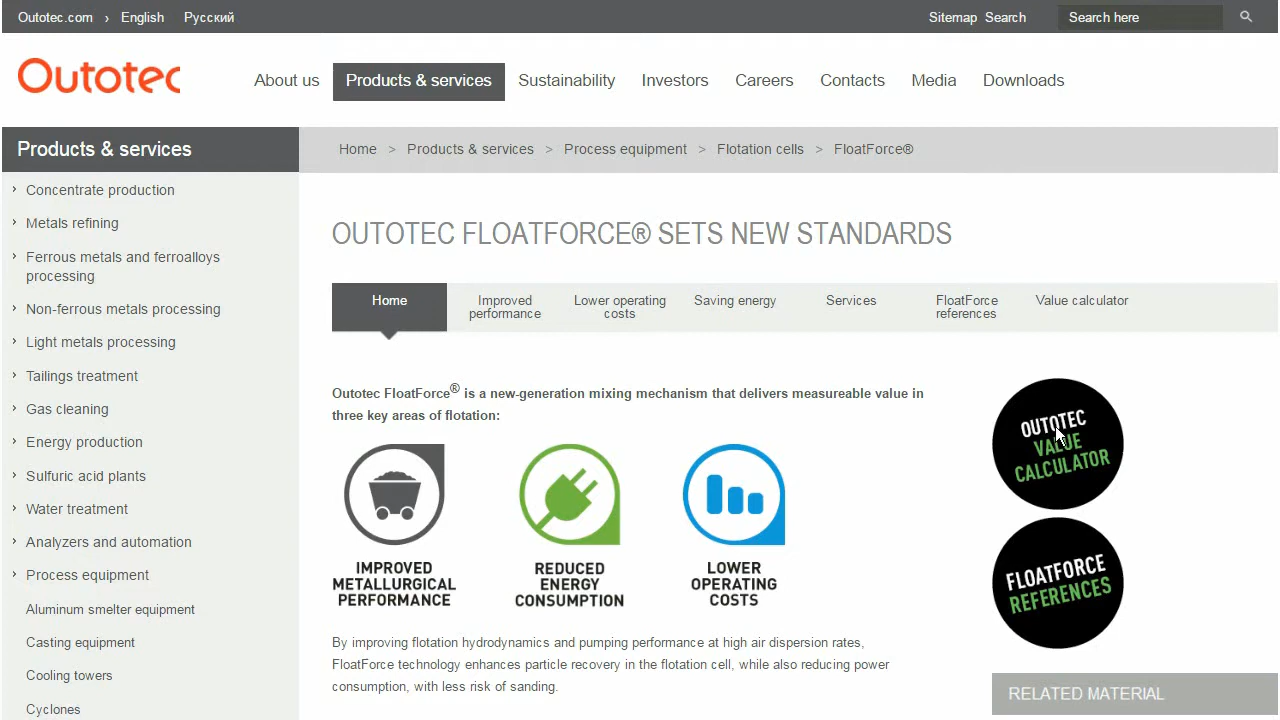 Outotec.com › English Русский Sitemap Search Search here
Outotec
About us Products & services Sustainability Investors Careers Contacts Media Downloads
Products & services
Home > Products & services > Process equipment > Flotation cells > FloatForce®
Concentrate production
Metals refining
Ferrous metals and ferroalloys
processing
Non-ferrous metals processing
Light metals processing
Tailings treatment
Gas cleaning
Energy production
Sulfuric acid plants
Water treatment
Analyzers and automation
Process equipment
Aluminum smelter equipment
Casting equipment
Cooling towers
Cyclones
OUTOTEC FLOATFORCE® SETS NEW STANDARDS
Home
Improved
performance
Lower operating
costs
Saving energy
Services
FloatForce
references
Value calculator
Outotec FloatForce® is a new-generation mixing mechanism that delivers measureable value in
three key areas of flotation:
IMPROVED
METALLURGICAL
PERFORMANCE
REDUCED
ENERGY
CONSUMPTION
LOWER
OPERATING
COSTS
By improving flotation hydrodynamics and pumping performance at high air dispersion rates,
FloatForce technology enhances particle recovery in the flotation cell, while also reducing power
consumption, with less risk of sanding.
OUTOTEC
VALUE
CALCULATOR
FLOATFORCE
REFERENCES
RELATED MATERIAL